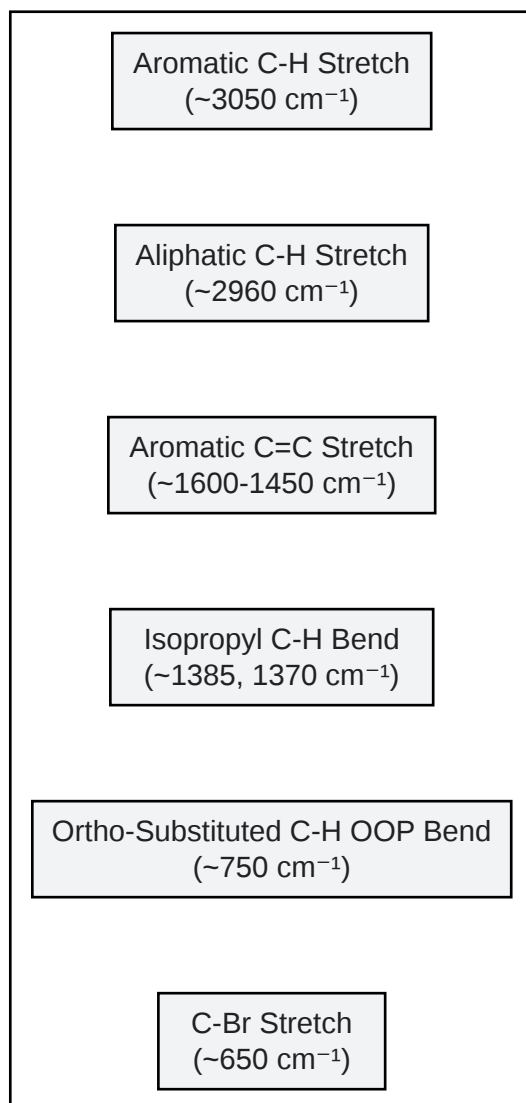 Aromatic C-H Stretch
(~3050 cm⁻¹)
Aliphatic C-H Stretch
(~2960 cm⁻¹)
Aromatic C=C Stretch
(~1600-1450 cm⁻¹)
Isopropyl C-H Bend
(~1385, 1370 cm⁻¹)
Ortho-Substituted C-H OOP Bend
(~750 cm⁻¹)
C-Br Stretch
(~650 cm⁻¹)